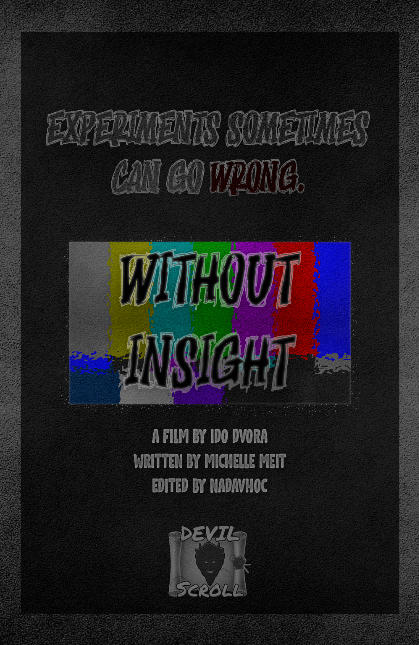 EXPERIMENTS SOMETIMES
CAN GO WRONG.
WITHOUT
INSIGHT
A FILM BY IDO DVORA
WRITTEN BY MICHELLE MEIT
EDITED BY NADAVHOC
DEVIL
SCROLL